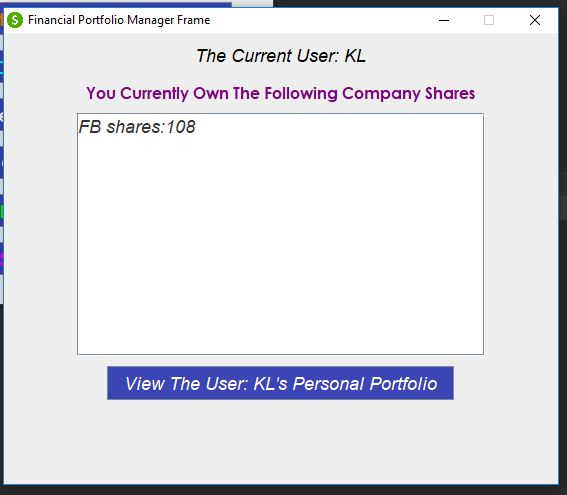 Financial Portfolio Manager Frame
The Current User: KL
You Currently Own The Following Company Shares
FB shares:108
View The User: KL's Personal Portfolio